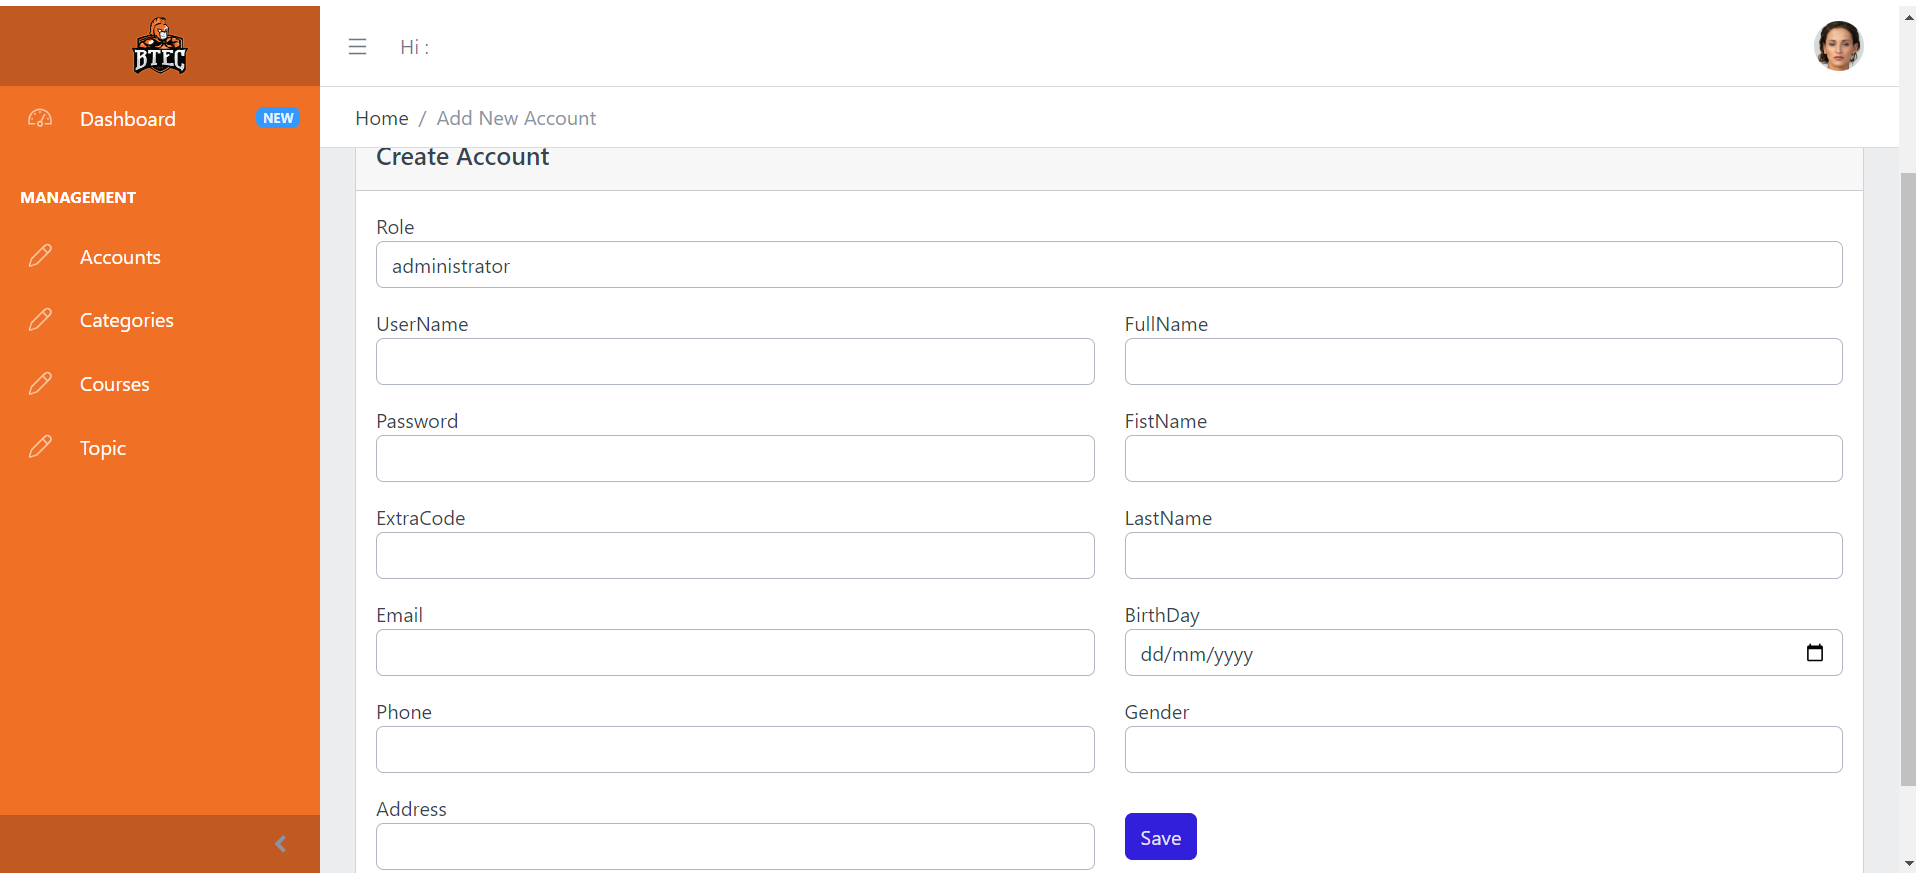 BTEC
Hi :
Dashboard NEW
Home / Add New Account
Create Account
MANAGEMENT
Accounts
Categories
Courses
Topic
Role
administrator
UserName
FullName
Password
FistName
ExtraCode
LastName
Email
BirthDay
dd/mm/yyyy
Phone
Gender
Address
Save